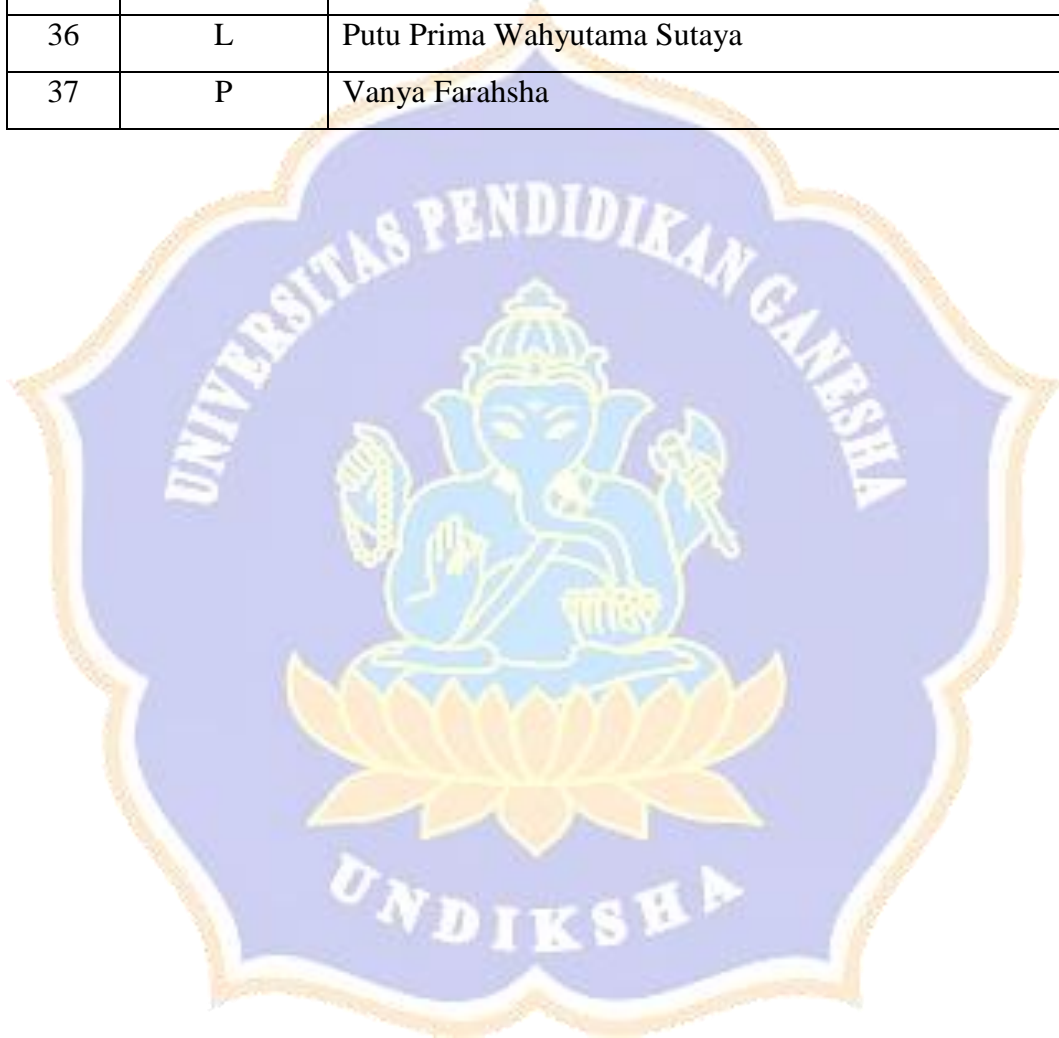 36 L Putu Prima Wahyutama Sutaya
37 P Vanya Farahsha
UNIVERSITAS PENDIDIKAN GANESHA
UNDIKSHA